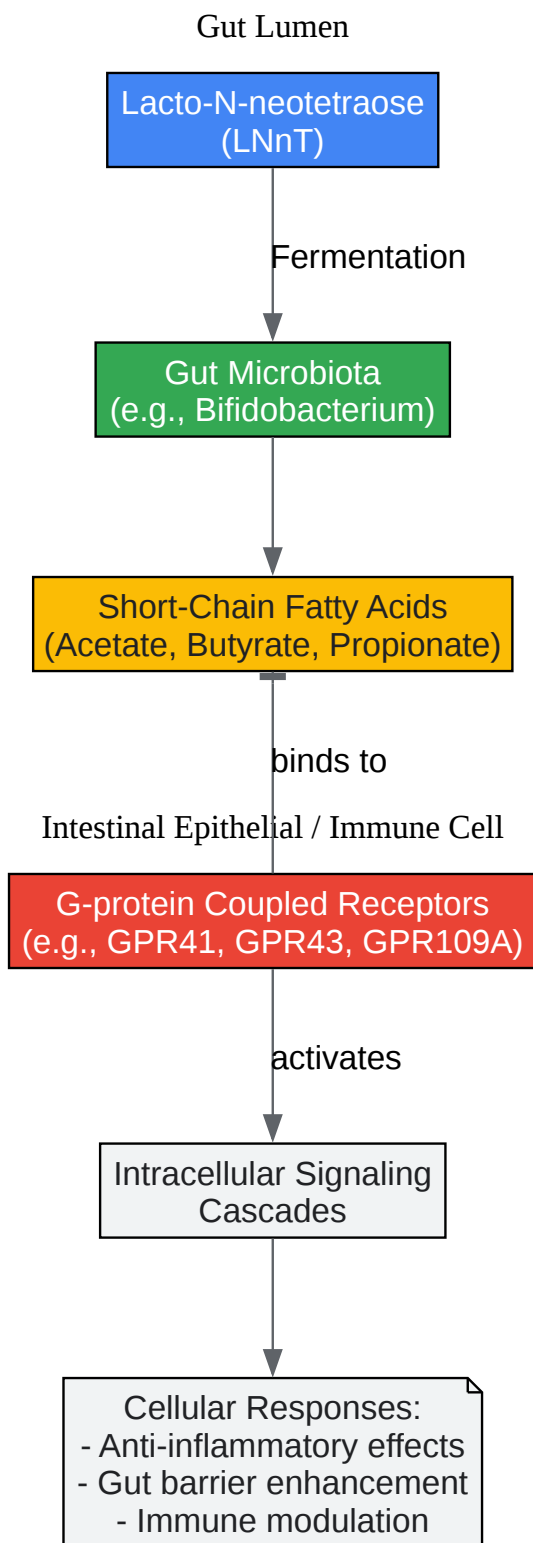 Gut Lumen
Lacto-N-neotetraose
(LNnT)
Fermentation
Gut Microbiota
(e.g., Bifidobacterium)
Short-Chain Fatty Acids
(Acetate, Butyrate, Propionate)
binds to
Intestinal Epithelial / Immune Cell
G-protein Coupled Receptors
(e.g., GPR41, GPR43, GPR109A)
activates
Intracellular Signaling
Cascades
Cellular Responses:
- Anti-inflammatory effects
- Gut barrier enhancement
- Immune modulation